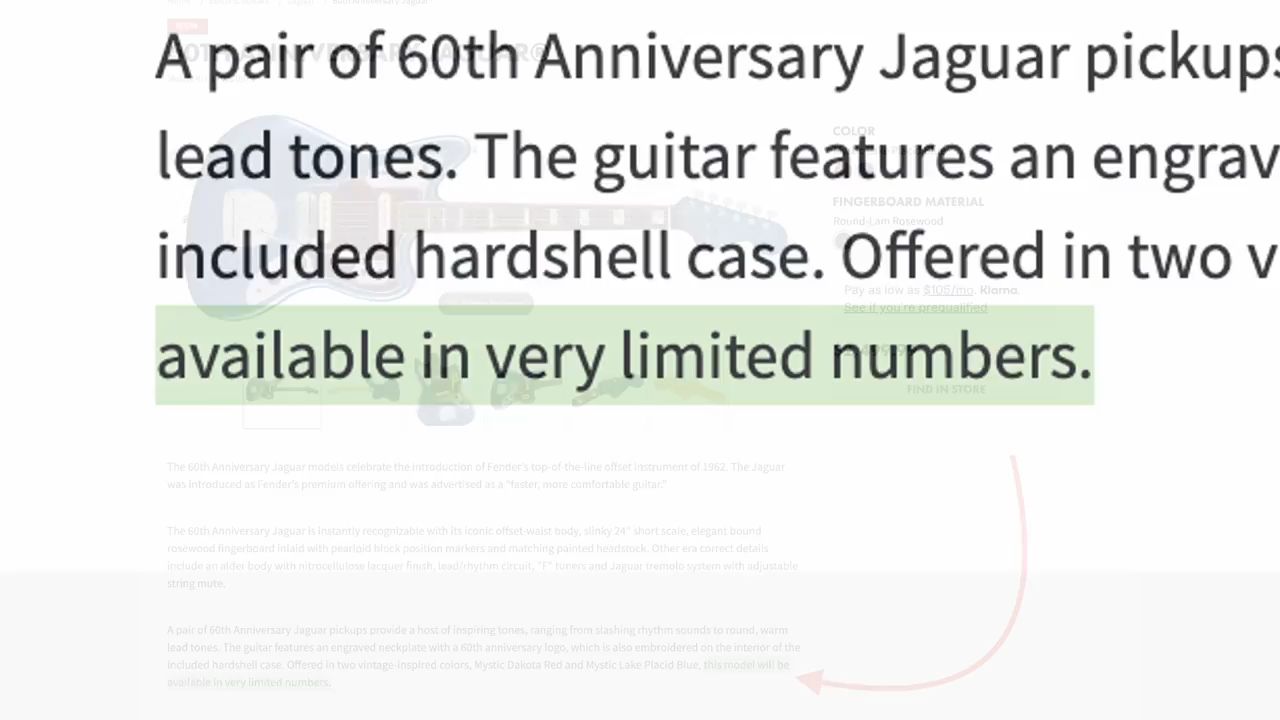 60th Anniversary Jaguar
60TH ANNIVERSARY JAGUAR®
A pair of 60th Anniversary Jaguar pickups
lead tones. The guitar features an engrav
included hardshell case. Offered in two v
available in very limited numbers.
COLOR
FINGERBOARD MATERIAL
Round-Lam Rosewood
Pay as low as $105/mo. Klarna.
See if you're prequalified
FIND IN STORE
The 60th Anniversary Jaguar models celebrate the introduction of Fender's top-of-the-line offset instrument of 1962. The Jaguar
was introduced as Fender's premium offering and was advertised as a "faster, more comfortable guitar."
The 60th Anniversary Jaguar is instantly recognizable with its iconic offset-waist body, slinky 24" short scale, elegant bound
rosewood fingerboard inlaid with pearloid block position markers and matching painted headstock. Other era correct details
include an alder body with nitrocellulose lacquer finish, lead/rhythm circuit, "F" tuners and Jaguar tremolo system with adjustable
string mute.
A pair of 60th Anniversary Jaguar pickups provide a host of inspiring tones, ranging from slashing rhythm sounds to round, warm
lead tones. The guitar features an engraved neckplate with a 60th anniversary logo, which is also embroidered on the interior of the
included hardshell case. Offered in two vintage-inspired colors, Mystic Dakota Red and Mystic Lake Placid Blue, this model will be
available in very limited numbers.